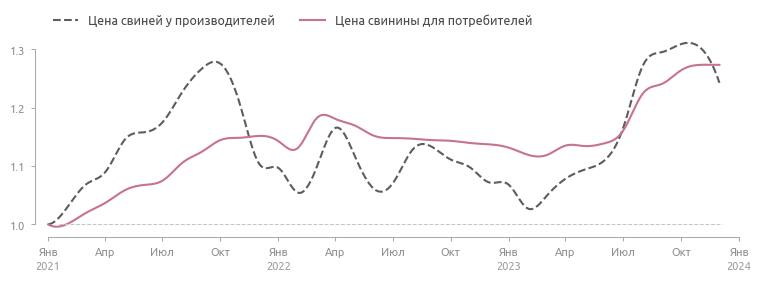 Цена свиней у производителей Цена свинины для потребителей
1.3
1.2
1.1
1.0
Янв Апр Июл Окт Янв Апр Июл Окт Янв Апр Июл Окт Янв
2021 2022 2023 2024